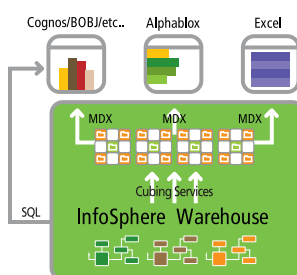 Cognos/BOBJ/etc.. Alphablox Excel
MDX MDX MDX
Cubing Services
SQL
InfoSphere Warehouse